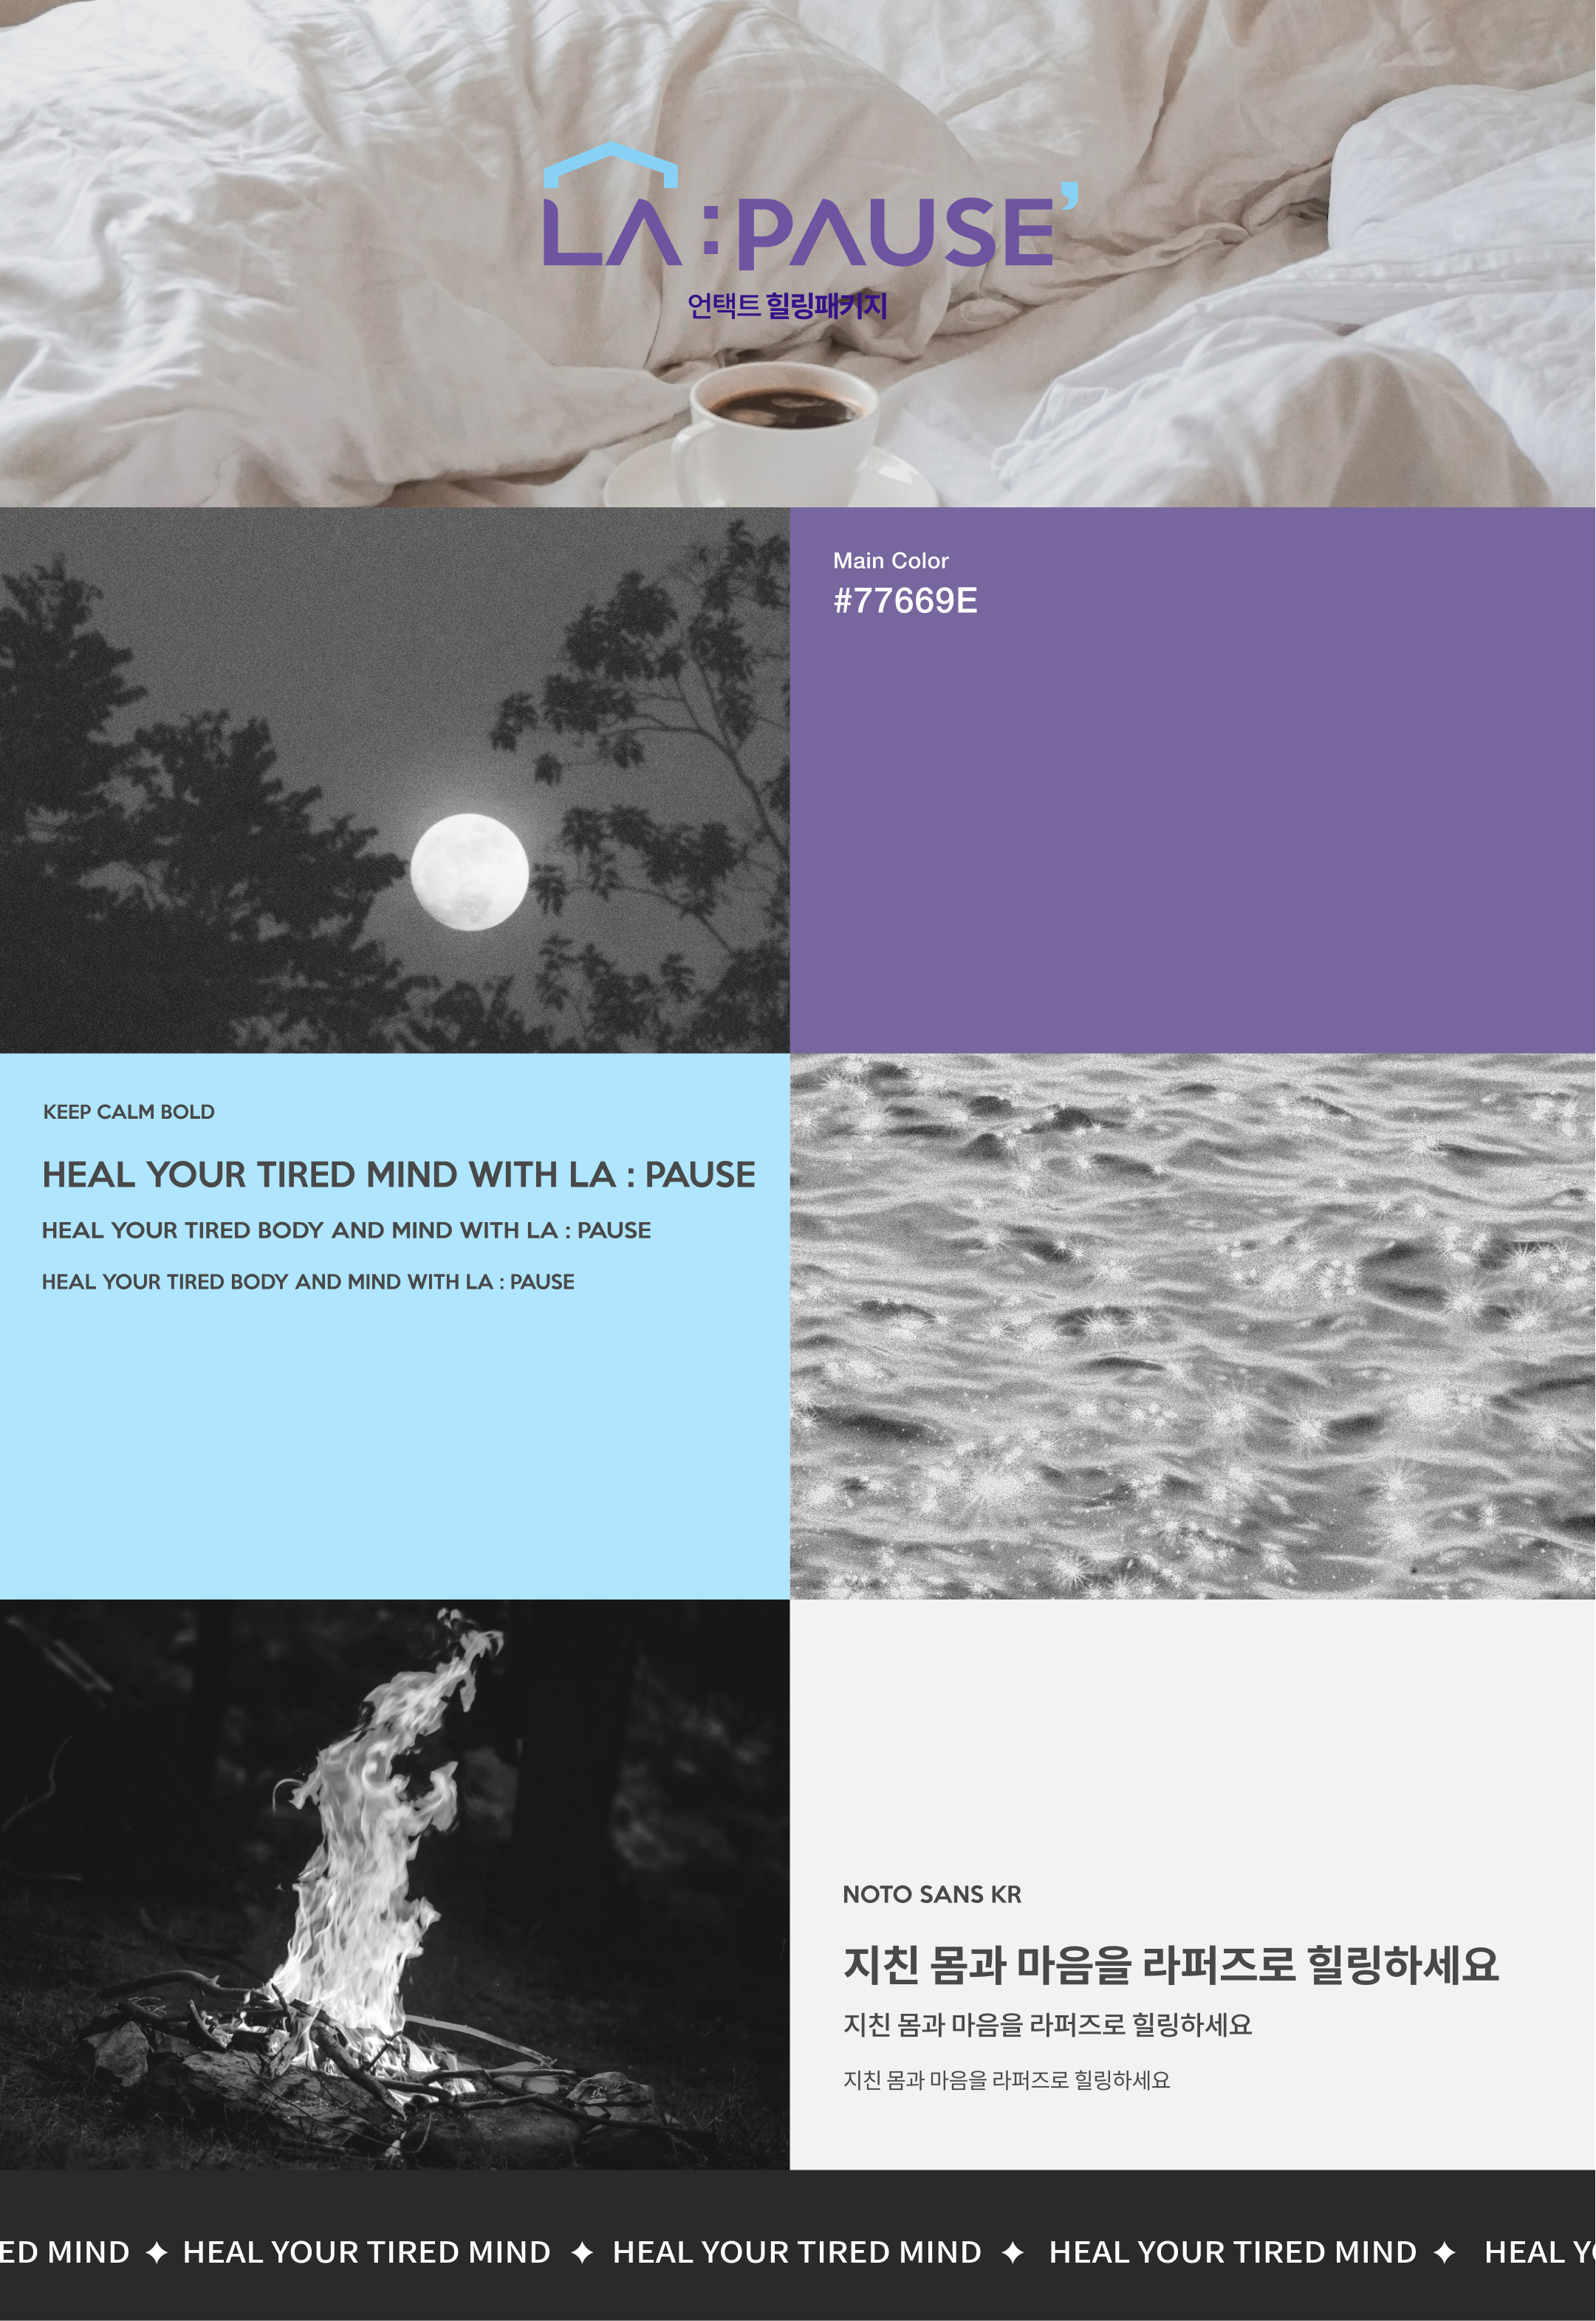 LA : PAUSE’
언택트 힐링패키지
Main Color
#77669E
KEEP CALM BOLD
HEAL YOUR TIRED MIND WITH LA : PAUSE
HEAL YOUR TIRED BODY AND MIND WITH LA : PAUSE
HEAL YOUR TIRED BODY AND MIND WITH LA : PAUSE
NOTO SANS KR
지친 몸과 마음을 라퍼즈로 힐링하세요
지친 몸과 마음을 라퍼즈로 힐링하세요
지친 몸과 마음을 라퍼즈로 힐링하세요
ED MIND ✦ HEAL YOUR TIRED MIND ✦ HEAL YOUR TIRED MIND ✦ HEAL YOUR TIRED MIND ✦ HEAL Y